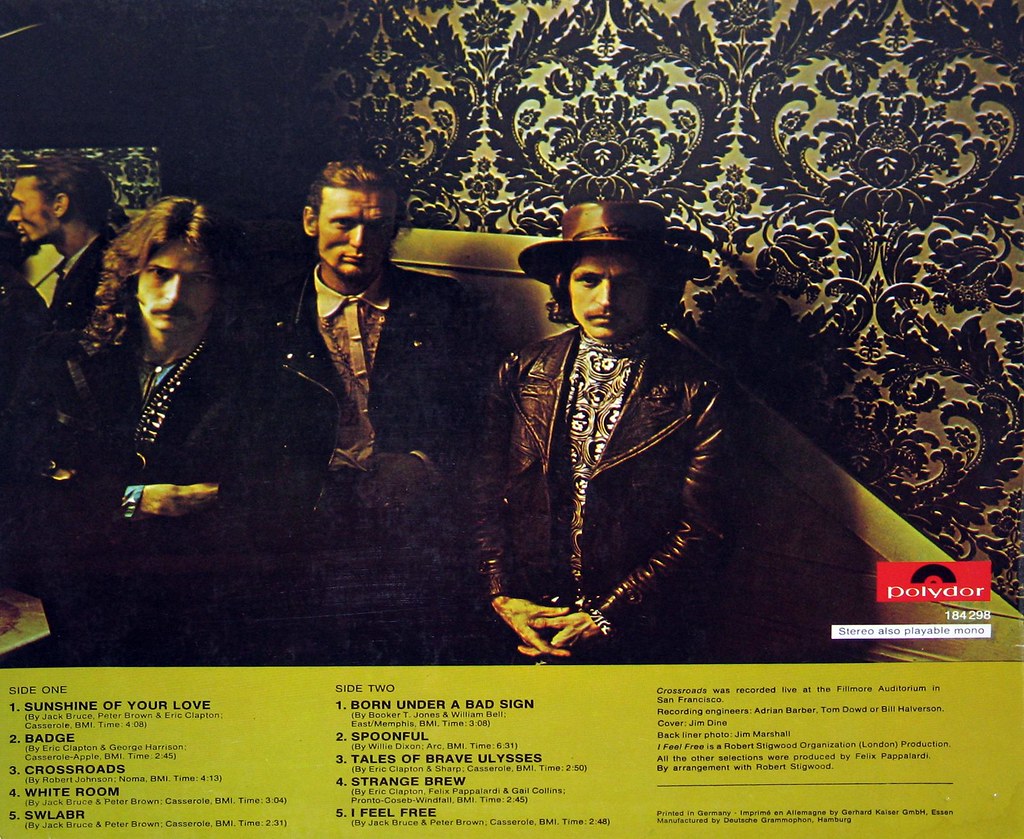 polydor
184 298
Stereo also playable mono
SIDE ONE
1. SUNSHINE OF YOUR LOVE
(By Jack Bruce, Peter Brown & Eric Clapton;
Casserole, BMI. Time: 4:08)
2. BADGE
(By Eric Clapton & George Harrison;
Casserole-Apple, BMI. Time: 2:45)
3. CROSSROADS
(By Robert Johnson; Noma, BMI. Time: 4:13)
4. WHITE ROOM
(By Jack Bruce & Peter Brown; Casserole, BMI. Time: 3:04)
5. SWLABR
(By Jack Bruce & Peter Brown; Casserole, BMI. Time: 2:31)
SIDE TWO
1. BORN UNDER A BAD SIGN
(By Booker T. Jones & William Bell;
East/Memphis, BMI. Time: 3:08)
2. SPOONFUL
(By Willie Dixon; Arc, BMI. Time: 6:31)
3. TALES OF BRAVE ULYSSES
(By Eric Clapton & Sharp; Casserole, BMI. Time: 2:50)
4. STRANGE BREW
(By Eric Clapton, Felix Pappalardi & Gail Collins;
Pronto-Coseb-Windfall, BMI. Time: 2:45)
5. I FEEL FREE
(By Jack Bruce & Peter Brown; Casserole, BMI. Time: 2:48)
Crossroads was recorded live at the Fillmore Auditorium in
San Francisco.
Recording engineers: Adrian Barber, Tom Dowd or Bill Halverson.
Cover: Jim Dine
Back liner photo: Jim Marshall
I Feel Free is a Robert Stigwood Organization (London) Production.
All the other selections were produced by Felix Pappalardi.
By arrangement with Robert Stigwood.
Printed in Germany · Imprimé en Allemagne by Gerhard Kaiser GmbH, Essen
Manufactured by Deutsche Grammophon, Hamburg